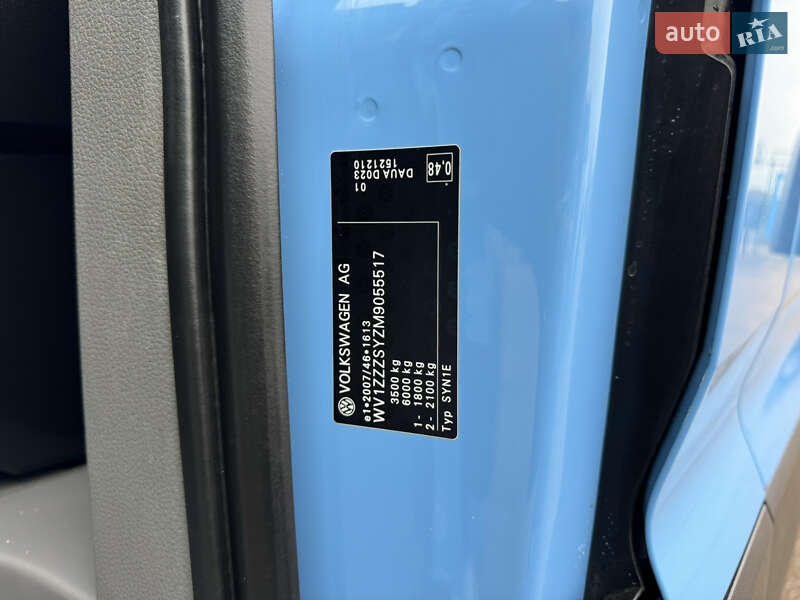 auto RIA
.com
VOLKSWAGEN AG
e1*2007/46*1613
WV1ZZZSYZM9055517
3500 kg
6000 kg
1- 1800 kg
2- 2100 kg
Typ SYN1E
01
DAUA D023
1521210
0,48